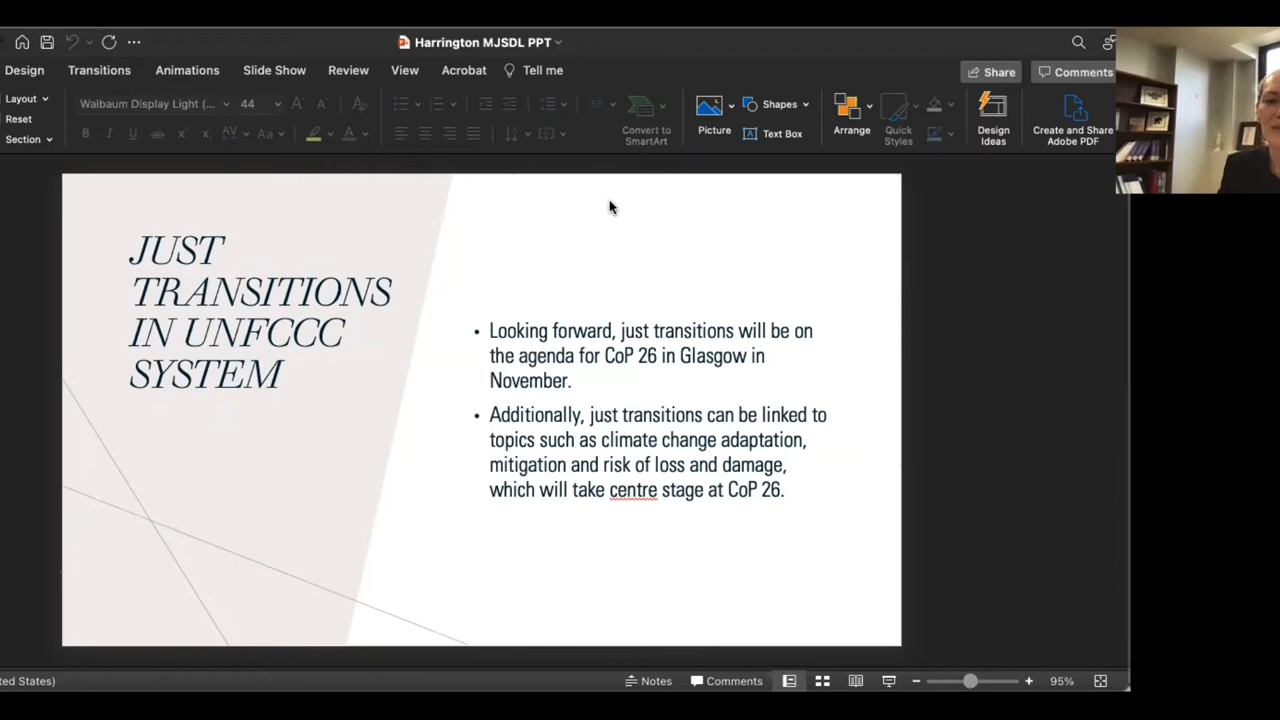 Harrington MJSDL PPT
Design Transitions Animations Slide Show Review View Acrobat Tell me Share Comments
Layout
Reset
Section
Walbaum Display Light (... 44
Convert to
SmartArt
Picture
Shapes
Text Box
Arrange
Quick
Styles
Design
Ideas
Create and Share
Adobe PDF
JUST
TRANSITIONS
IN UNFCCC
SYSTEM
• Looking forward, just transitions will be on
the agenda for CoP 26 in Glasgow in
November.
• Additionally, just transitions can be linked to
topics such as climate change adaptation,
mitigation and risk of loss and damage,
which will take centre stage at CoP 26.
ted States) Notes Comments 95%